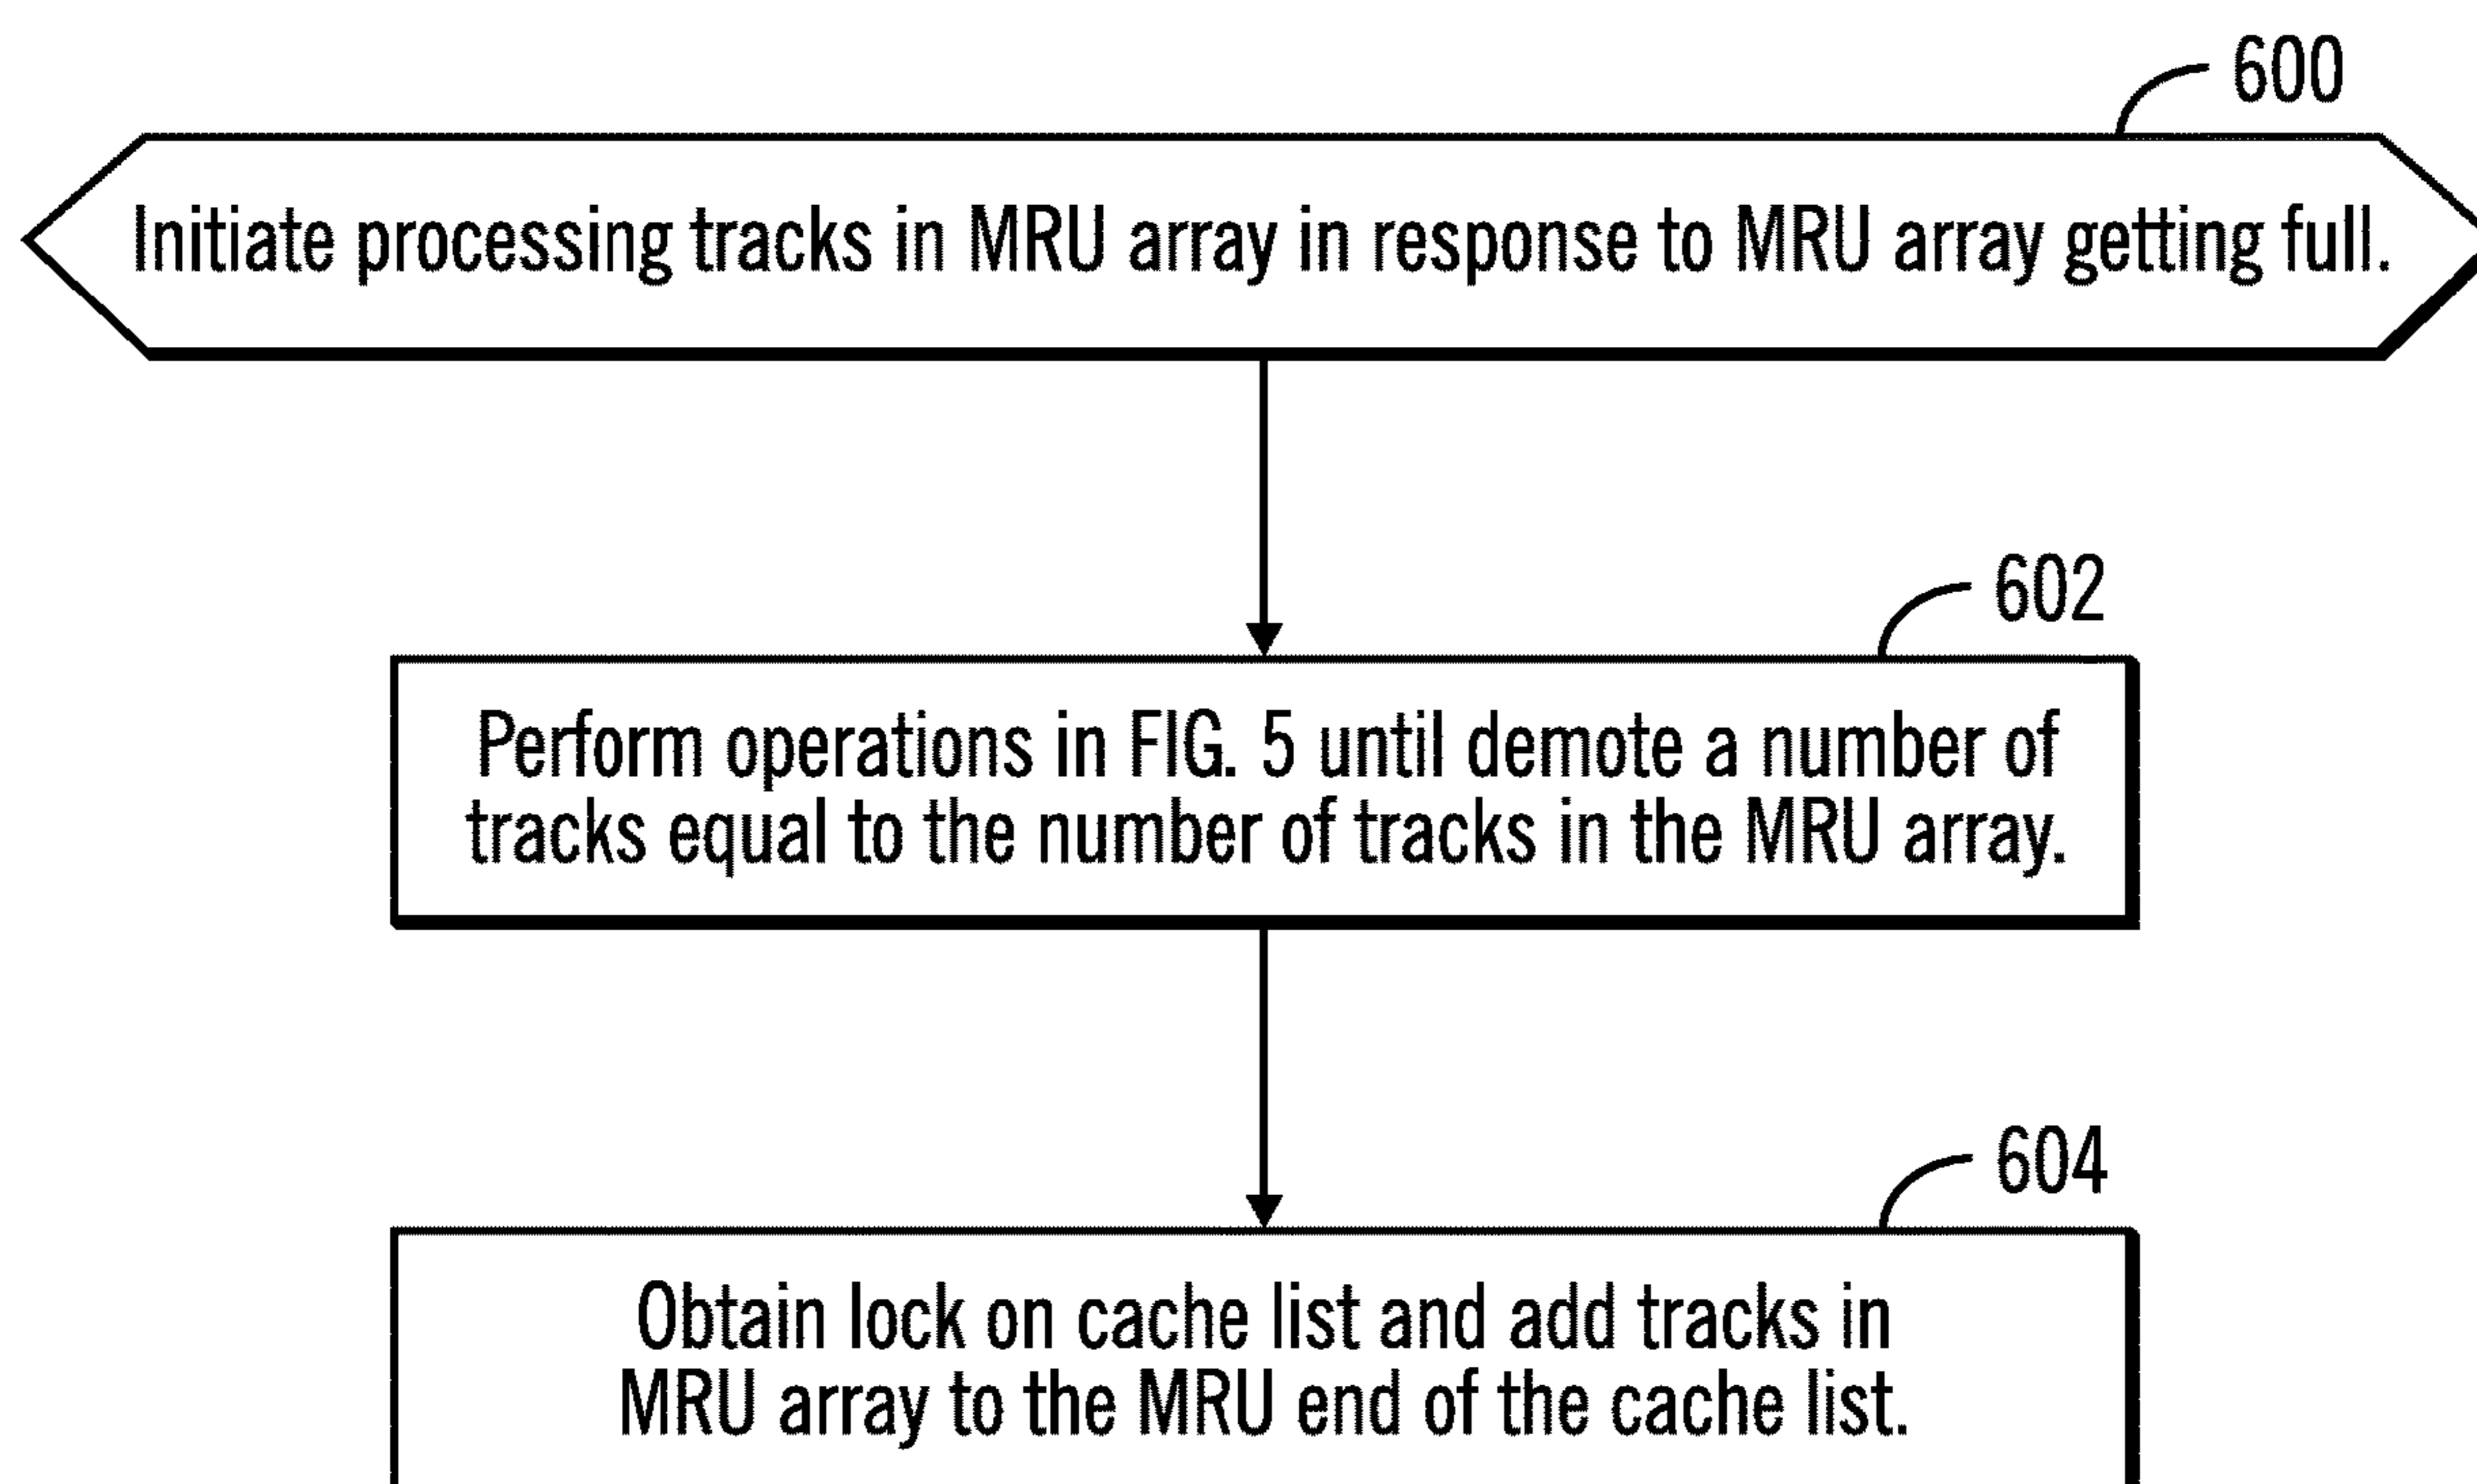 600
Initiate processing tracks in MRU array in response to MRU array getting full.
602
Perform operations in FIG. 5 until demote a number of
tracks equal to the number of tracks in the MRU array.
604
Obtain lock on cache list and add tracks in
MRU array to the MRU end of the cache list.